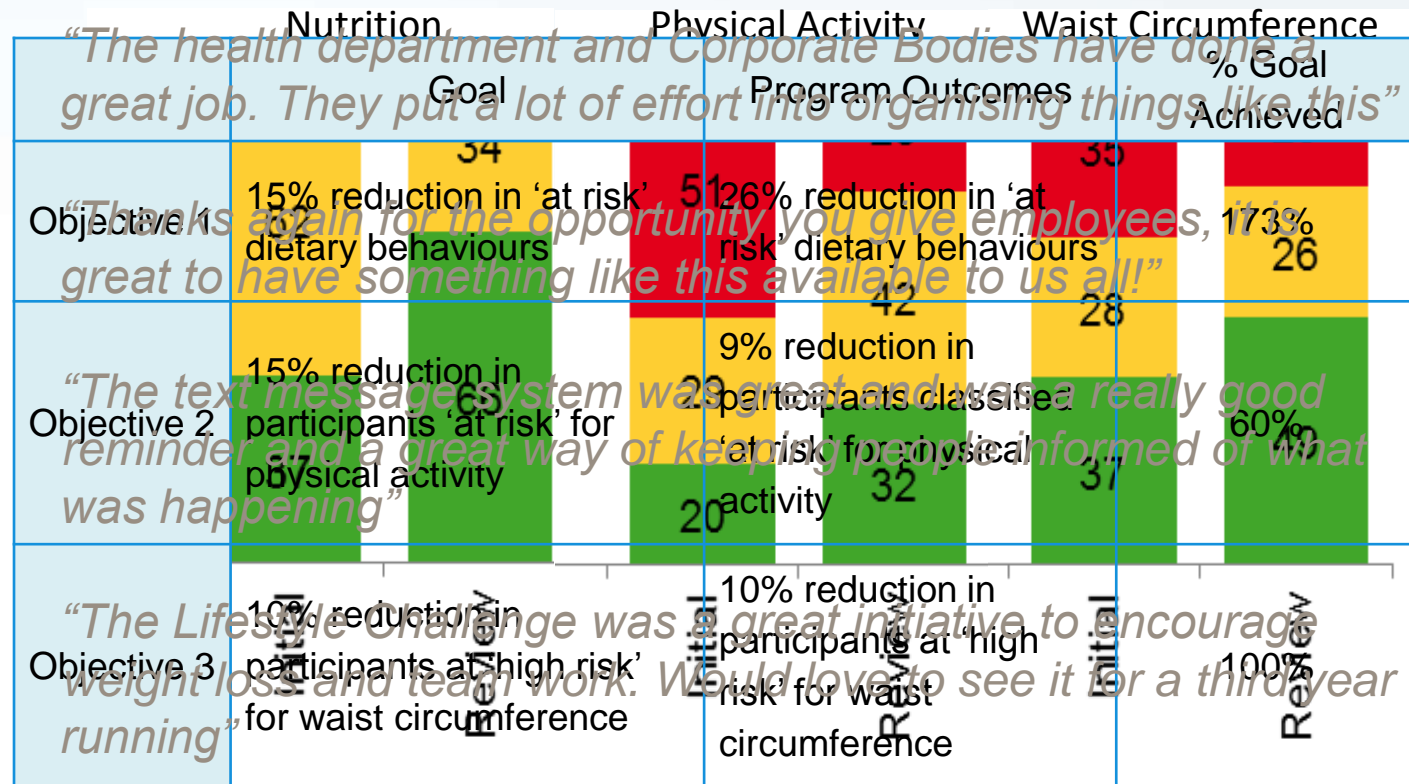 Nutrition
Physical Activity
Waist Circumference
“The health department and Corporate Bodies have done a
great job. They put a lot of effort into organising things like this”
“Thanks again for the opportunity you give employees, it is
great to have something like this available to us all!”
“The text message system was great and was a really good
reminder and a great way of keeping people informed of what
was happening”
“The Lifestyle Challenge was a great initiative to encourage
weight loss and team work. Would love to see it for a third year
running”
Goal
Program Outcomes
% Goal
Achieved
Objective 1
15% reduction in ‘at risk’
dietary behaviours
26% reduction in ‘at
risk’ dietary behaviours
173%
Objective 2
15% reduction in
participants ‘at risk’ for
physical activity
9% reduction in
participants classified
‘at risk’ for physical
activity
60%
Objective 3
10% reduction in
participants at ‘high risk’
for waist circumference
10% reduction in
participants at ‘high
risk’ for waist
circumference
100%
34
51
29
20
42
32
35
28
37
26
49
Initial
Review
Initial
Review
Initial
Review